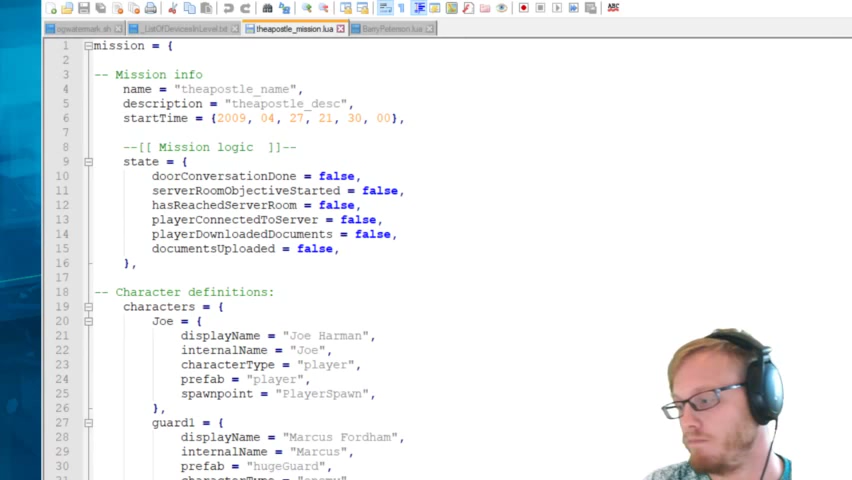 ogwatermark.sh _ListOfDevicesInLevel.txt theapostle_mission.lua BarryPeterson.lua
ABC
1 mission = {
2
3 -- Mission info
4 name = "theapostle_name",
5 description = "theapostle_desc",
6 startTime = {2009, 04, 27, 21, 30, 00},
7
8 --[[ Mission logic ]]--
9 state = {
10 doorConversationDone = false,
11 serverRoomObjectiveStarted = false,
12 hasReachedServerRoom = false,
13 playerConnectedToServer = false,
14 playerDownloadedDocuments = false,
15 documentsUploaded = false,
16 },
17
18 -- Character definitions:
19 characters = {
20 Joe = {
21 displayName = "Joe Harman",
22 internalName = "Joe",
23 characterType = "player",
24 prefab = "player",
25 spawnpoint = "PlayerSpawn",
26 },
27 guard1 = {
28 displayName = "Marcus Fordham",
29 internalName = "Marcus",
30 prefab = "hugeGuard",